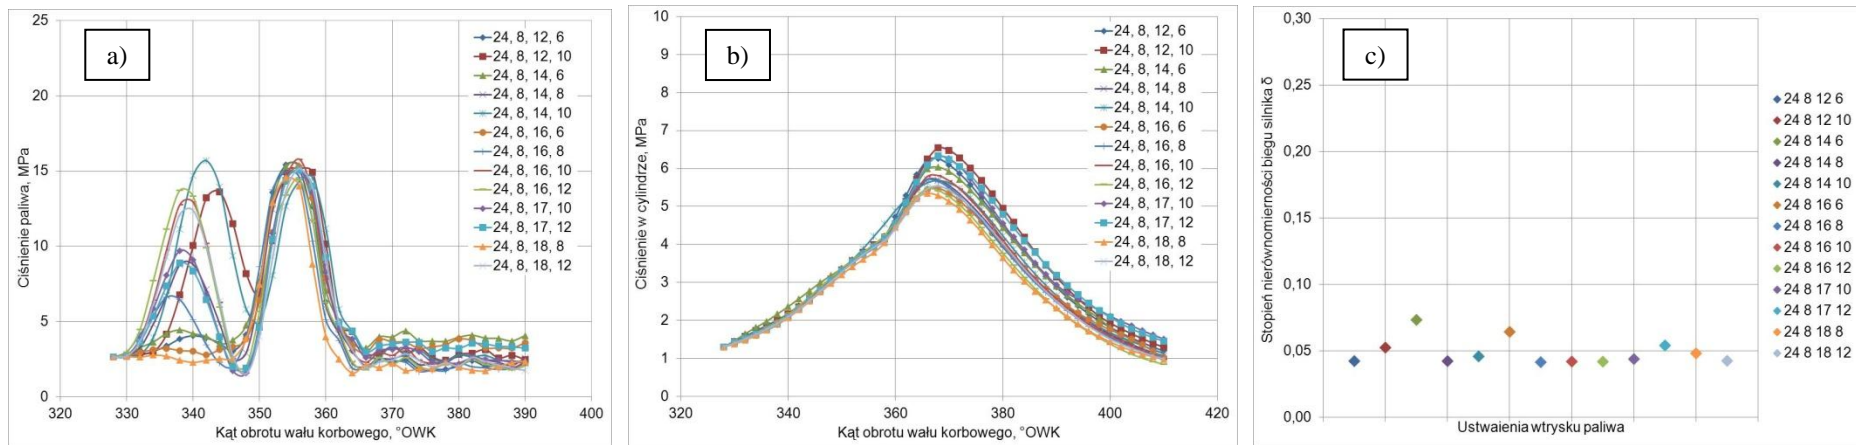 a)
25
20
15
10
5
0
320 330 340 350 360 370 380 390 400
Ciśnienie paliwa, MPa
Kąt obrotu wału korbowego, °OWK
24, 8, 12, 6
24, 8, 12, 10
24, 8, 14, 6
24, 8, 14, 8
24, 8, 14, 10
24, 8, 16, 6
24, 8, 16, 8
24, 8, 16, 10
24, 8, 16, 12
24, 8, 17, 10
24, 8, 17, 12
24, 8, 18, 8
24, 8, 18, 12
b)
10
9
8
7
6
5
4
3
2
1
0
320 340 360 380 400 420
Ciśnienie w cylindrze, MPa
Kąt obrotu wału korbowego, °OWK
24, 8, 12, 6
24, 8, 12, 10
24, 8, 14, 6
24, 8, 14, 8
24, 8, 14, 10
24, 8, 16, 6
24, 8, 16, 8
24, 8, 16, 10
24, 8, 16, 12
24, 8, 17, 10
24, 8, 17, 12
24, 8, 18, 8
24, 8, 18, 12
c)
0,30
0,25
0,20
0,15
0,10
0,05
0,00
Stopień nierównomierności biegu silnika δ
Ustwaienia wtrysku paliwa
24 8 12 6
24 8 12 10
24 8 14 6
24 8 14 8
24 8 14 10
24 8 16 6
24 8 16 8
24 8 16 10
24 8 16 12
24 8 17 10
24 8 17 12
24 8 18 8
24 8 18 12